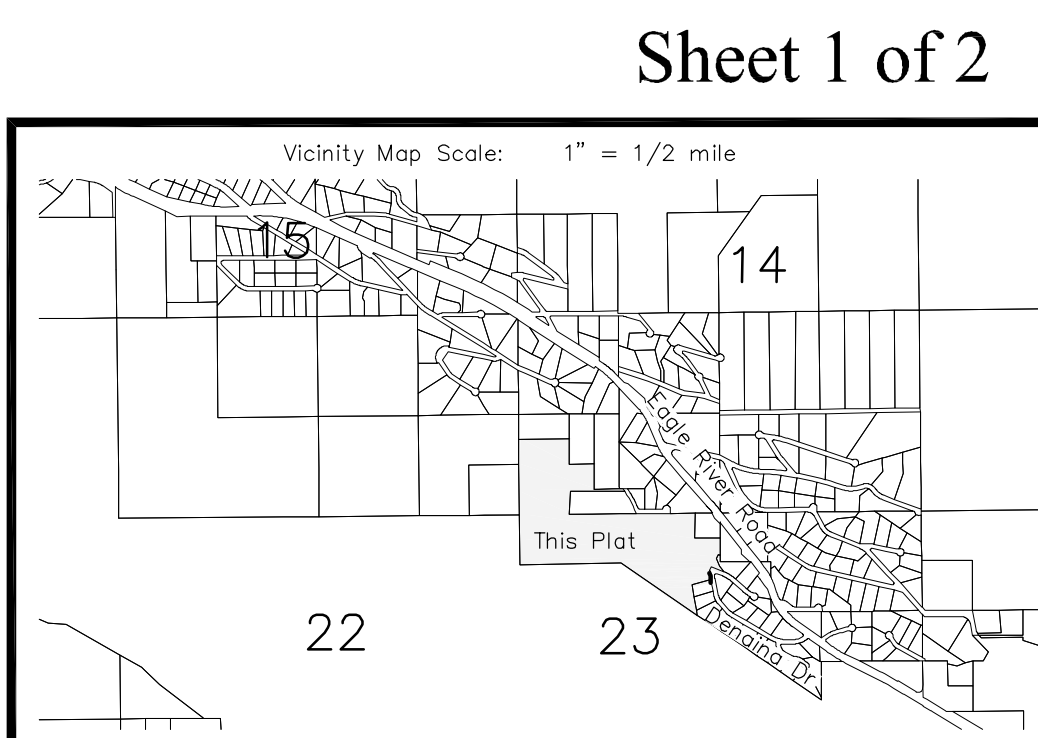 Sheet 1 of 2
Vicinity Map Scale: 1" = 1/2 mile
15
14
Eagle River Road
This Plat
22
23
Denaina Dr